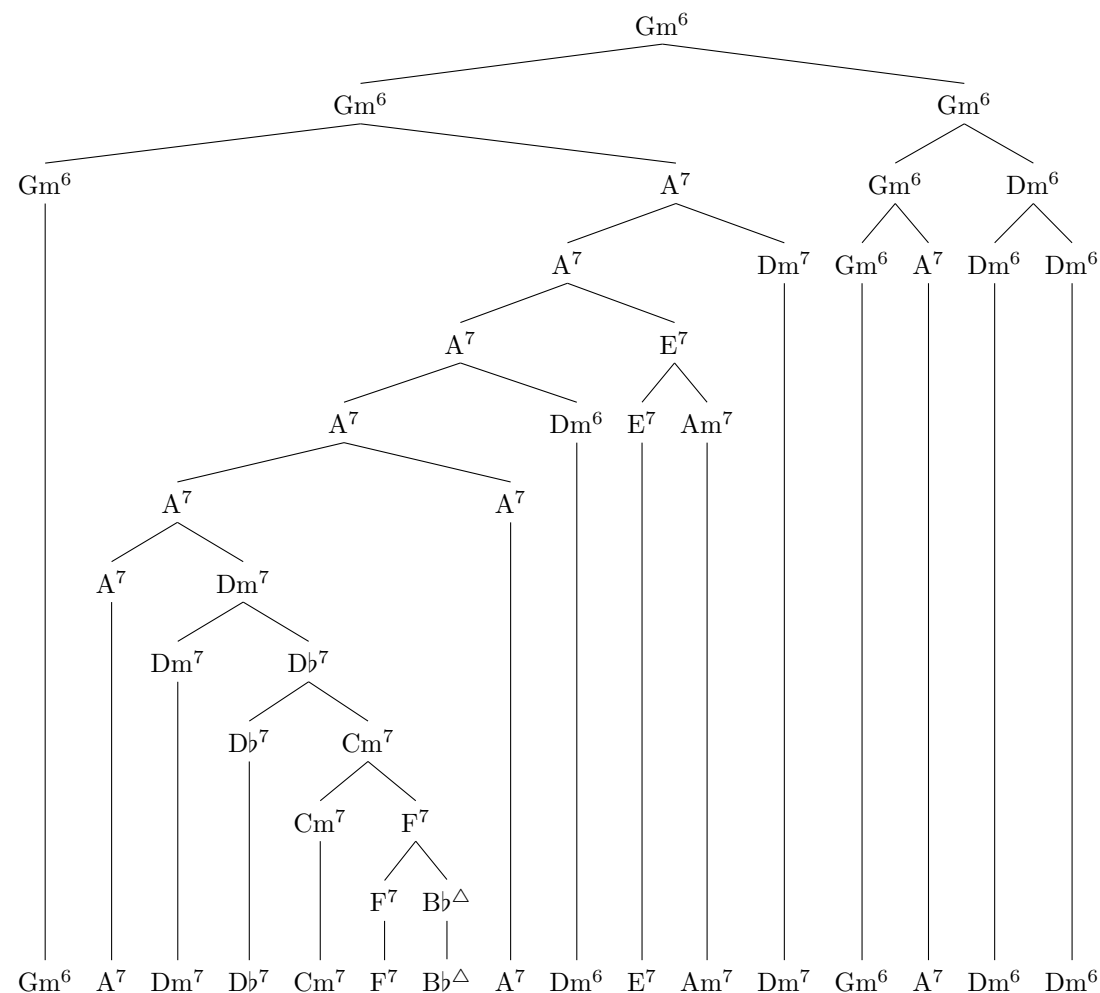 Gm⁶
Gm⁶ Gm⁶
Gm⁶ A⁷ Gm⁶ Dm⁶
A⁷ Dm⁷ Gm⁶ A⁷ Dm⁶ Dm⁶
A⁷ E⁷
A⁷ Dm⁶ E⁷ Am⁷
A⁷ A⁷
A⁷ Dm⁷
Dm⁷ D♭⁷
D♭⁷ Cm⁷
Cm⁷ F⁷
F⁷ B♭△
Gm⁶ A⁷ Dm⁷ D♭⁷ Cm⁷ F⁷ B♭△ A⁷ Dm⁶ E⁷ Am⁷ Dm⁷ Gm⁶ A⁷ Dm⁶ Dm⁶